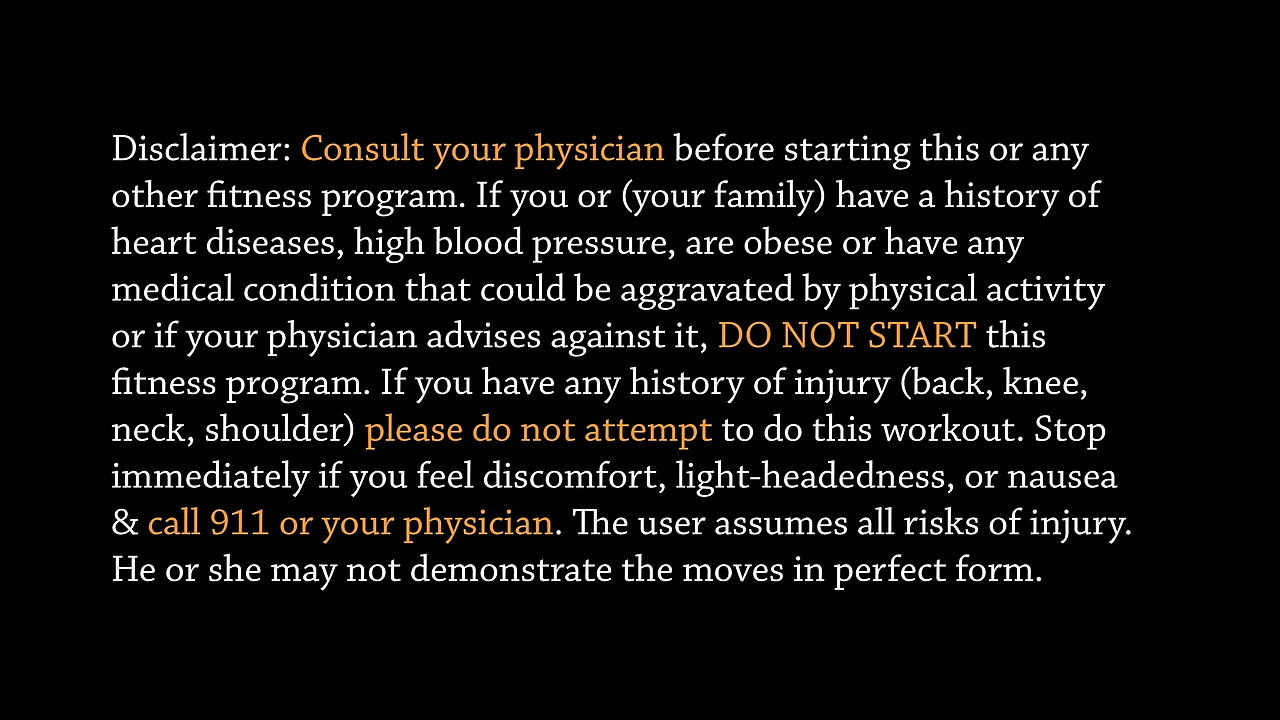 Disclaimer: Consult your physician before starting this or any
other fitness program. If you or (your family) have a history of
heart diseases, high blood pressure, are obese or have any
medical condition that could be aggravated by physical activity
or if your physician advises against it, DO NOT START this
fitness program. If you have any history of injury (back, knee,
neck, shoulder) please do not attempt to do this workout. Stop
immediately if you feel discomfort, light-headedness, or nausea
& call 911 or your physician. The user assumes all risks of injury.
He or she may not demonstrate the moves in perfect form.